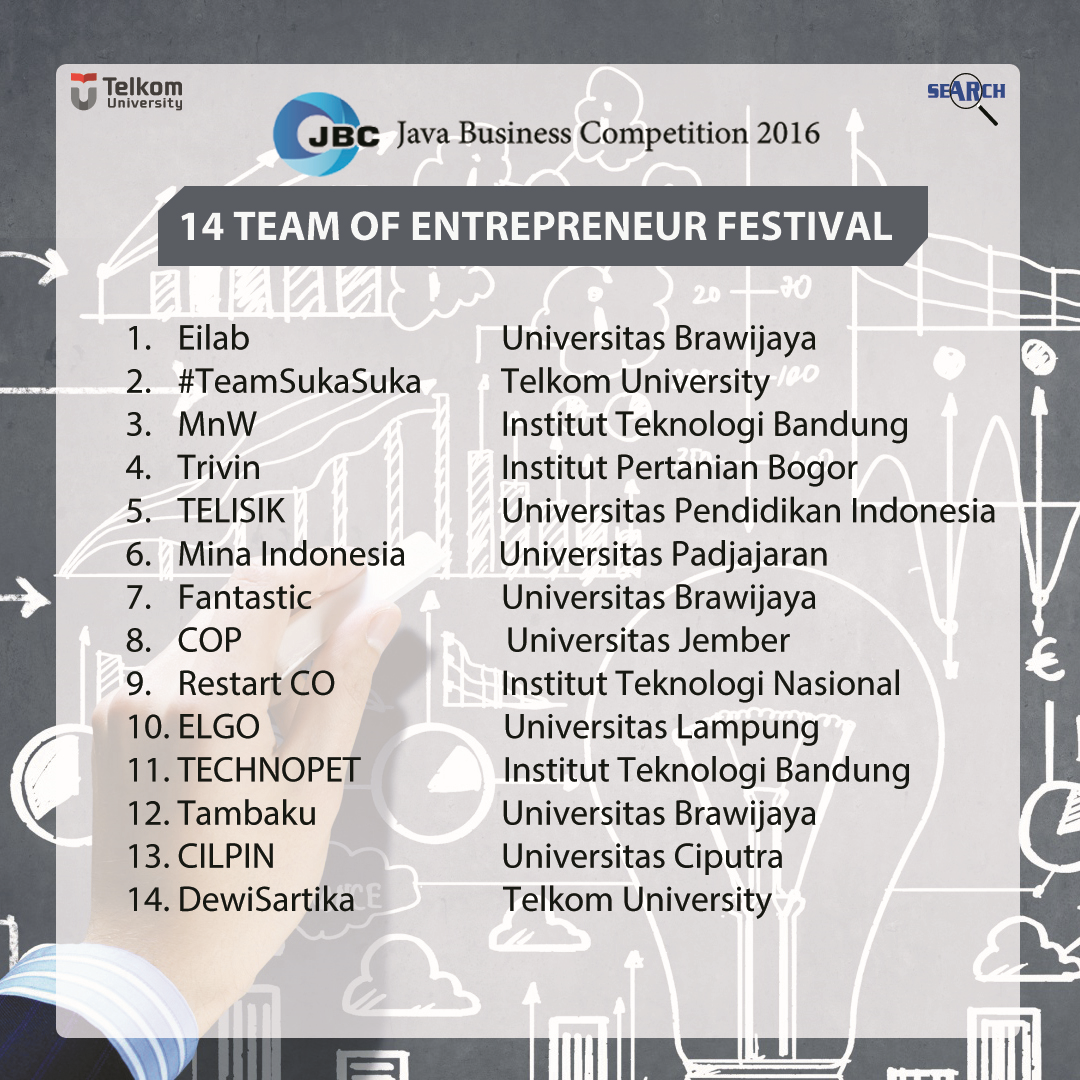 Telkom
University
SEARCH
JBC Java Business Competition 2016
14 TEAM OF ENTREPRENEUR FESTIVAL
1. Eilab Universitas Brawijaya
2. #TeamSukaSuka Telkom University
3. MnW Institut Teknologi Bandung
4. Trivin Institut Pertanian Bogor
5. TELISIK Universitas Pendidikan Indonesia
6. Mina Indonesia Universitas Padjajaran
7. Fantastic Universitas Brawijaya
8. COP Universitas Jember
9. Restart CO Institut Teknologi Nasional
10. ELGO Universitas Lampung
11. TECHNOPET Institut Teknologi Bandung
12. Tambaku Universitas Brawijaya
13. CILPIN Universitas Ciputra
14. DewiSartika Telkom University
20
€